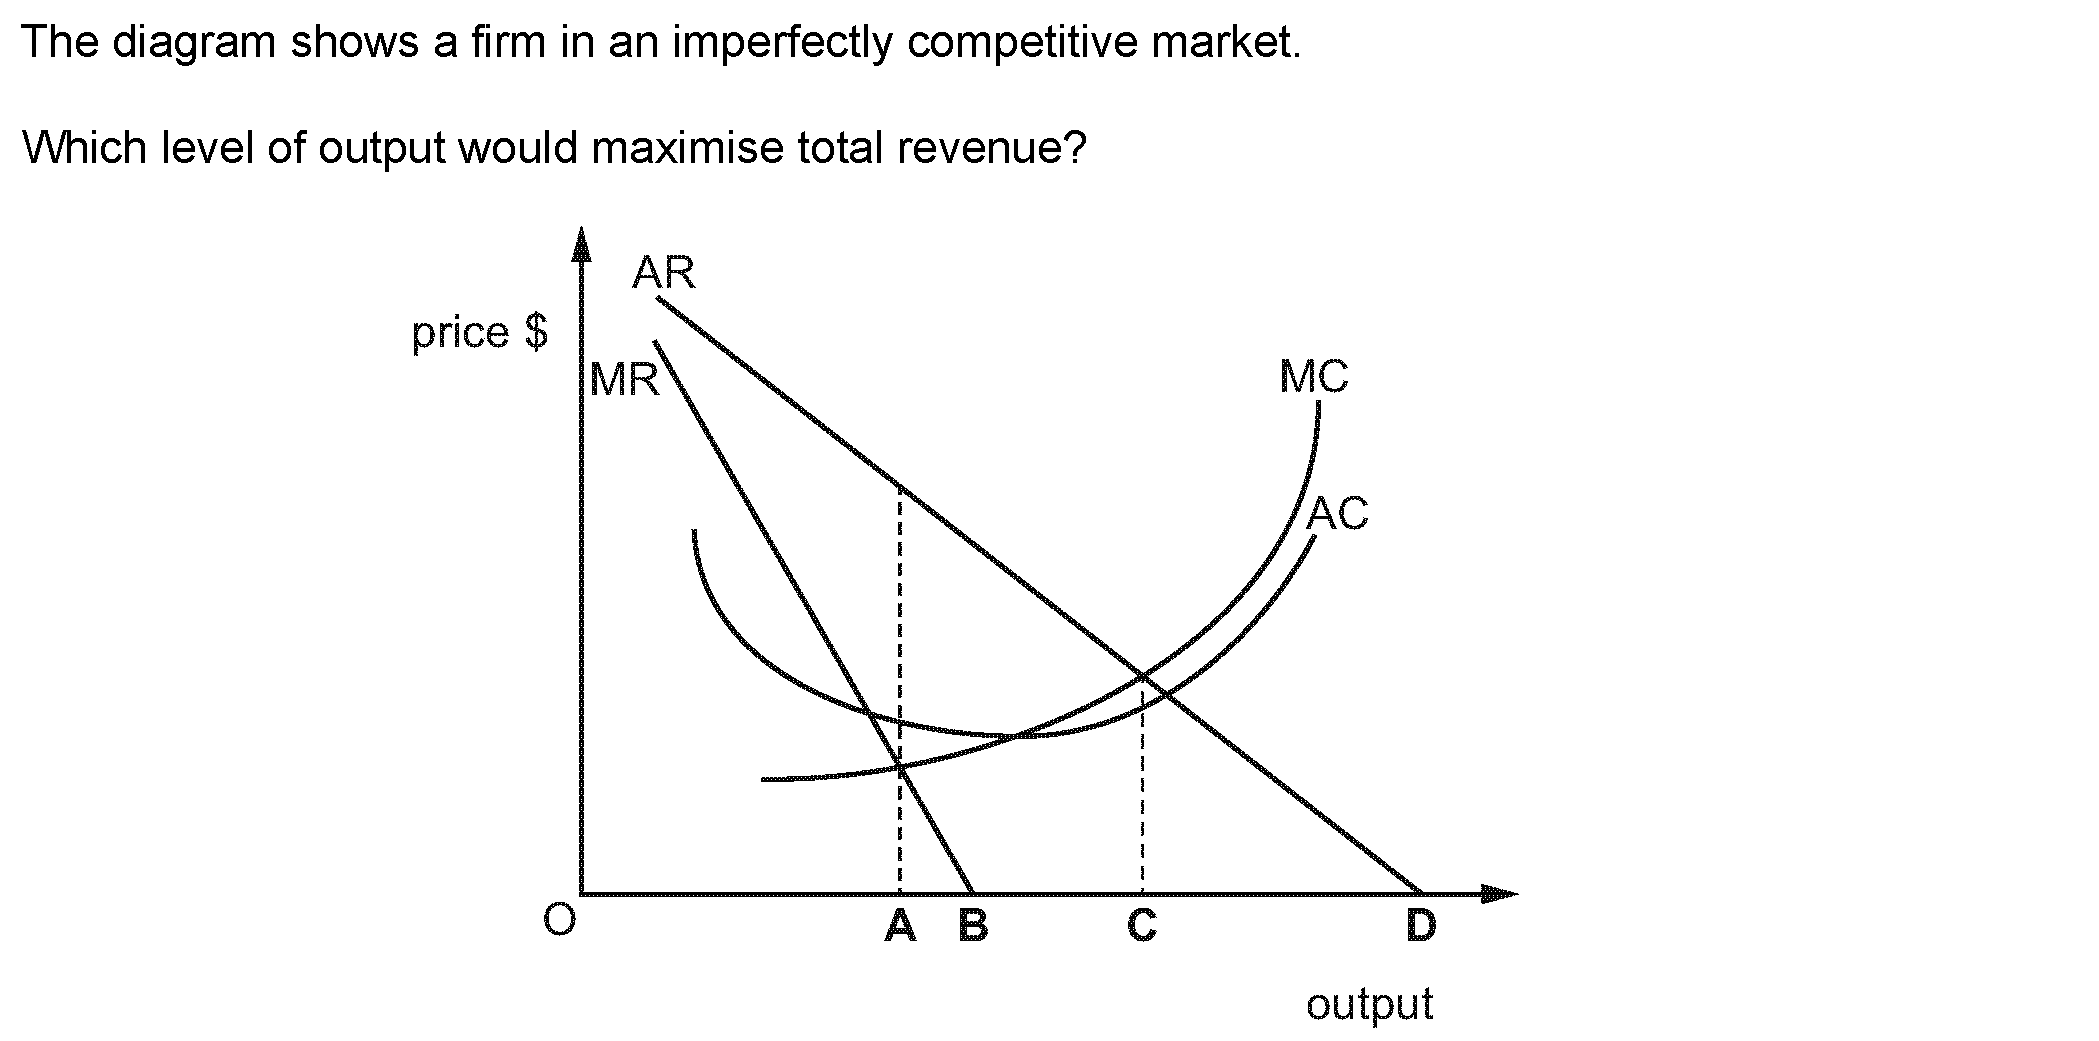 The diagram shows a firm in an imperfectly competitive market.
Which level of output would maximise total revenue?
AR
price $
MR
MC
AC
O
A
B
C
D
output